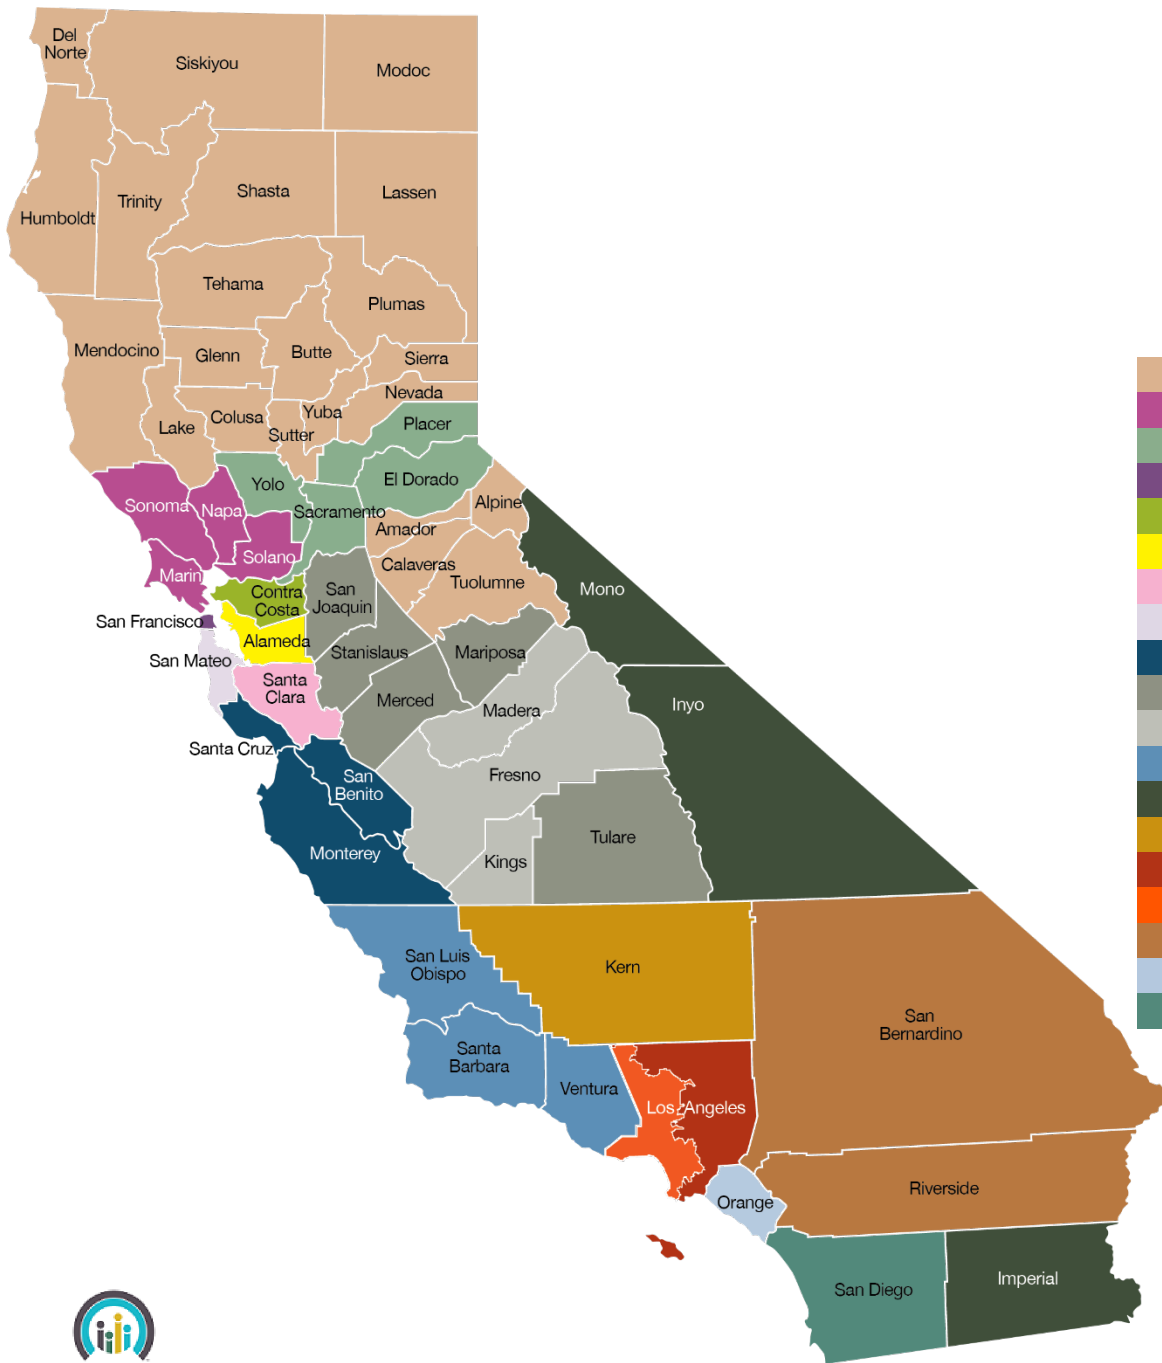 Del
Norte
Siskiyou
Modoc
Humboldt
Trinity
Shasta
Lassen
Tehama
Plumas
Mendocino
Glenn
Butte
Sierra
Nevada
Lake
Colusa
Sutter
Yuba
Placer
El Dorado
Yolo
Sacramento
Alpine
Sonoma
Napa
Solano
Marin
Amador
Calaveras
Tuolumne
Mono
Contra
Costa
San
Joaquin
San Francisco
Alameda
Stanislaus
Mariposa
San Mateo
Santa
Clara
Merced
Madera
Inyo
Santa Cruz
San
Benito
Fresno
Monterey
Kings
Tulare
San Luis
Obispo
Kern
San
Bernardino
Santa
Barbara
Ventura
Los Angeles
Orange
Riverside
San Diego
Imperial